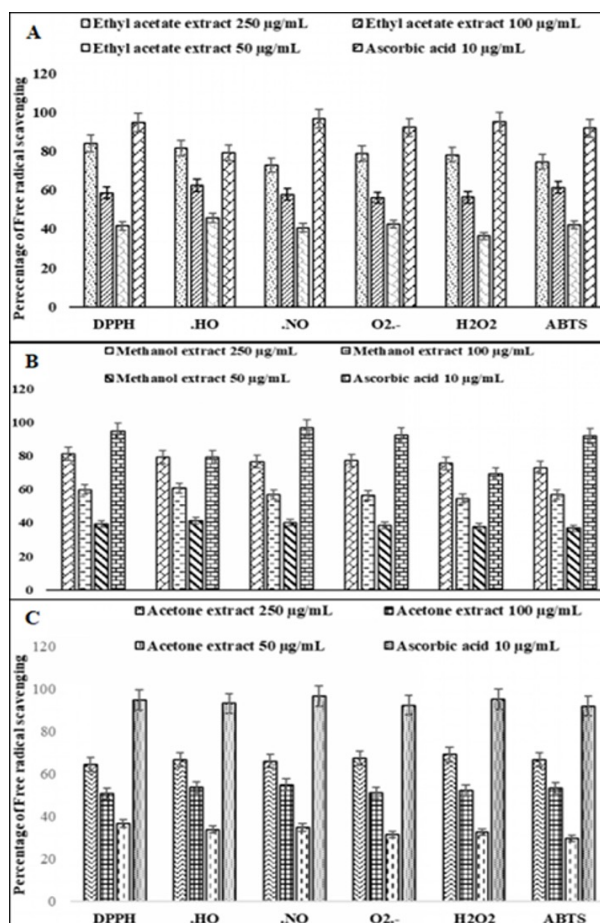 A
Ethyl acetate extract 250 µg/mL Ethyl acetate extract 100 µg/mL
Ethyl acetate extract 50 µg/mL Ascorbic acid 10 µg/mL
Perecentage of Free radical scavenging
120
100
80
60
40
20
0
DPPH .HO .NO O2.- H2O2 ABTS
B
Methanol extract 250 µg/mL Methanol extract 100 µg/mL
Methanol extract 50 µg/mL Ascorbic acid 10 µg/mL
120
100
80
60
40
20
0
C
Acetone extract 250 µg/mL Acetone extract 100 µg/mL
Acetone extract 50 µg/mL Ascorbic acid 10 µg/mL
Percentage of Free radical scavenging
120
100
80
60
40
20
0
DPPH .HO .NO O2.- H2O2 ABTS